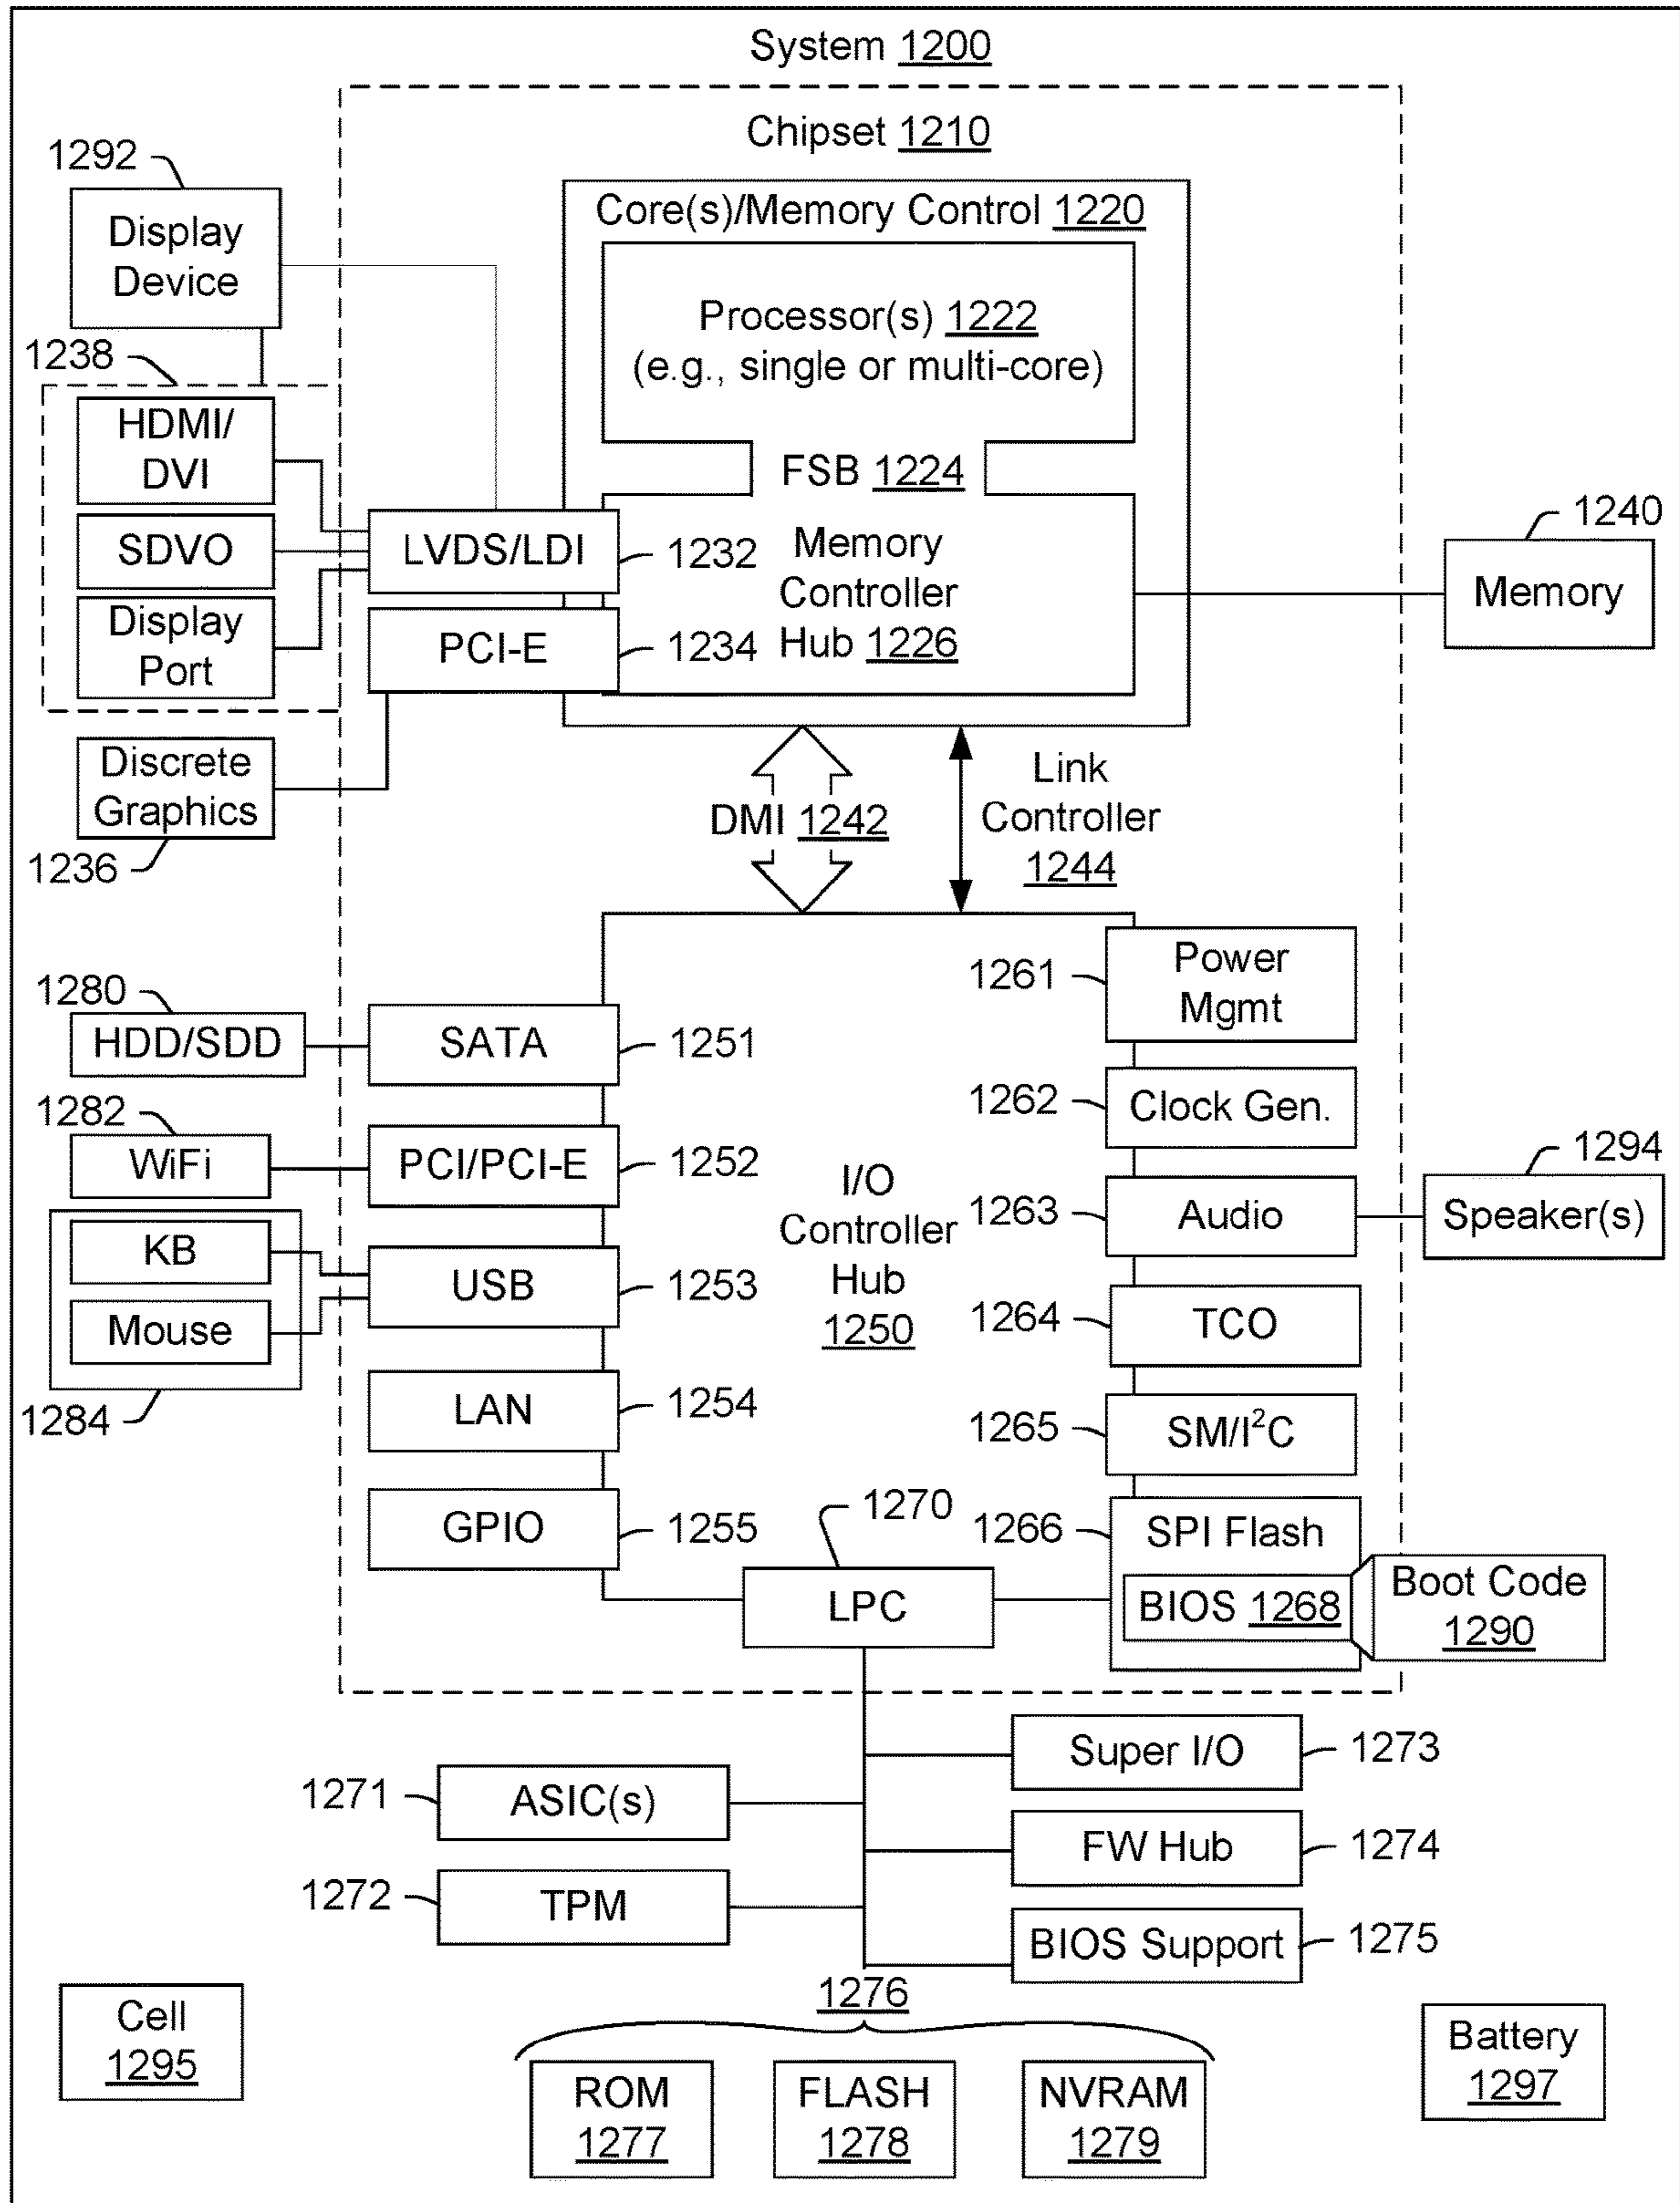 System 1200
Chipset 1210
1292
Display
Device
Core(s)/Memory Control 1220
Processor(s) 1222
(e.g., single or multi-core)
FSB 1224
Memory
Controller
Hub 1226
1238
HDMI/
DVI
SDVO
Display
Port
LVDS/LDI
1232
PCI-E
1234
1240
Memory
Discrete
Graphics
1236
DMI 1242
Link
Controller
1244
1280
HDD/SDD
SATA
1251
1282
WiFi
PCI/PCI-E
1252
KB
Mouse
1284
USB
1253
LAN
1254
GPIO
1255
I/O
Controller
Hub
1250
1261
Power
Mgmt
1262
Clock Gen.
1263
Audio
1294
Speaker(s)
1264
TCO
1265
SM/I²C
1266
SPI Flash
BIOS 1268
Boot Code
1290
1270
LPC
1271
ASIC(s)
1272
TPM
Super I/O
1273
FW Hub
1274
BIOS Support
1275
Cell
1295
1276
ROM
1277
FLASH
1278
NVRAM
1279
Battery
1297